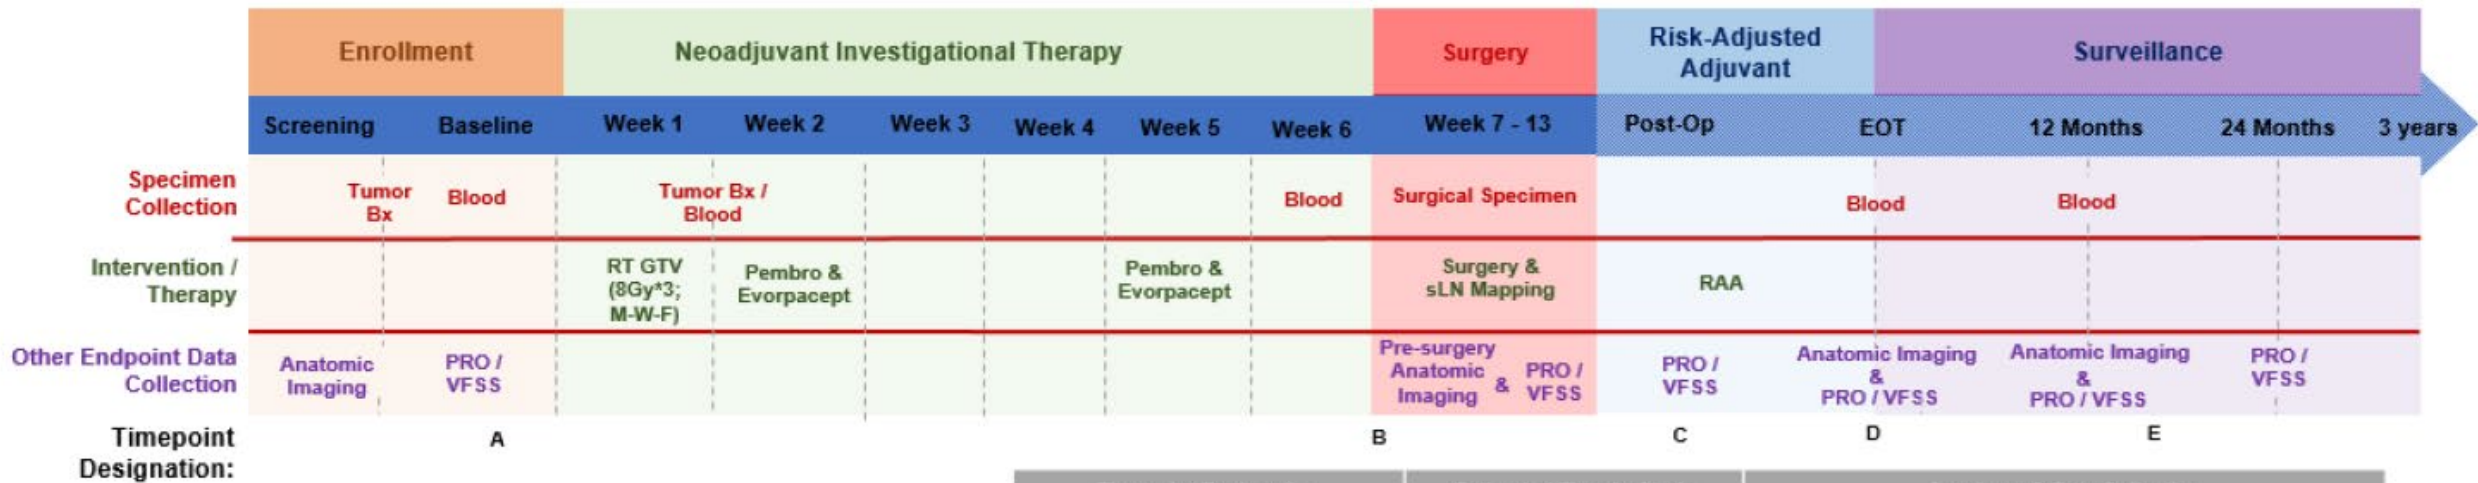 Enrollment
Neoadjuvant Investigational Therapy
Surgery
Risk-Adjusted
Adjuvant
Surveillance
Screening
Baseline
Week 1
Week 2
Week 3
Week 4
Week 5
Week 6
Week 7 - 13
Post-Op
EOT
12 Months
24 Months
3 years
Specimen
Collection
Tumor
Bx
Blood
Tumor Bx /
Blood
Blood
Surgical Specimen
Blood
Blood
Intervention /
Therapy
RT GTV
(8Gy*3;
M-W-F)
Pembro &
Evorpacept
Pembro &
Evorpacept
Surgery &
sLN Mapping
RAA
Other Endpoint Data
Collection
Anatomic
Imaging
PRO /
VFSS
Pre-surgery
Anatomic
Imaging
&
PRO /
VFSS
PRO /
VFSS
Anatomic Imaging
&
PRO / VFSS
Anatomic Imaging
&
PRO / VFSS
PRO /
VFSS
Timepoint
Designation:
A
B
C
D
E